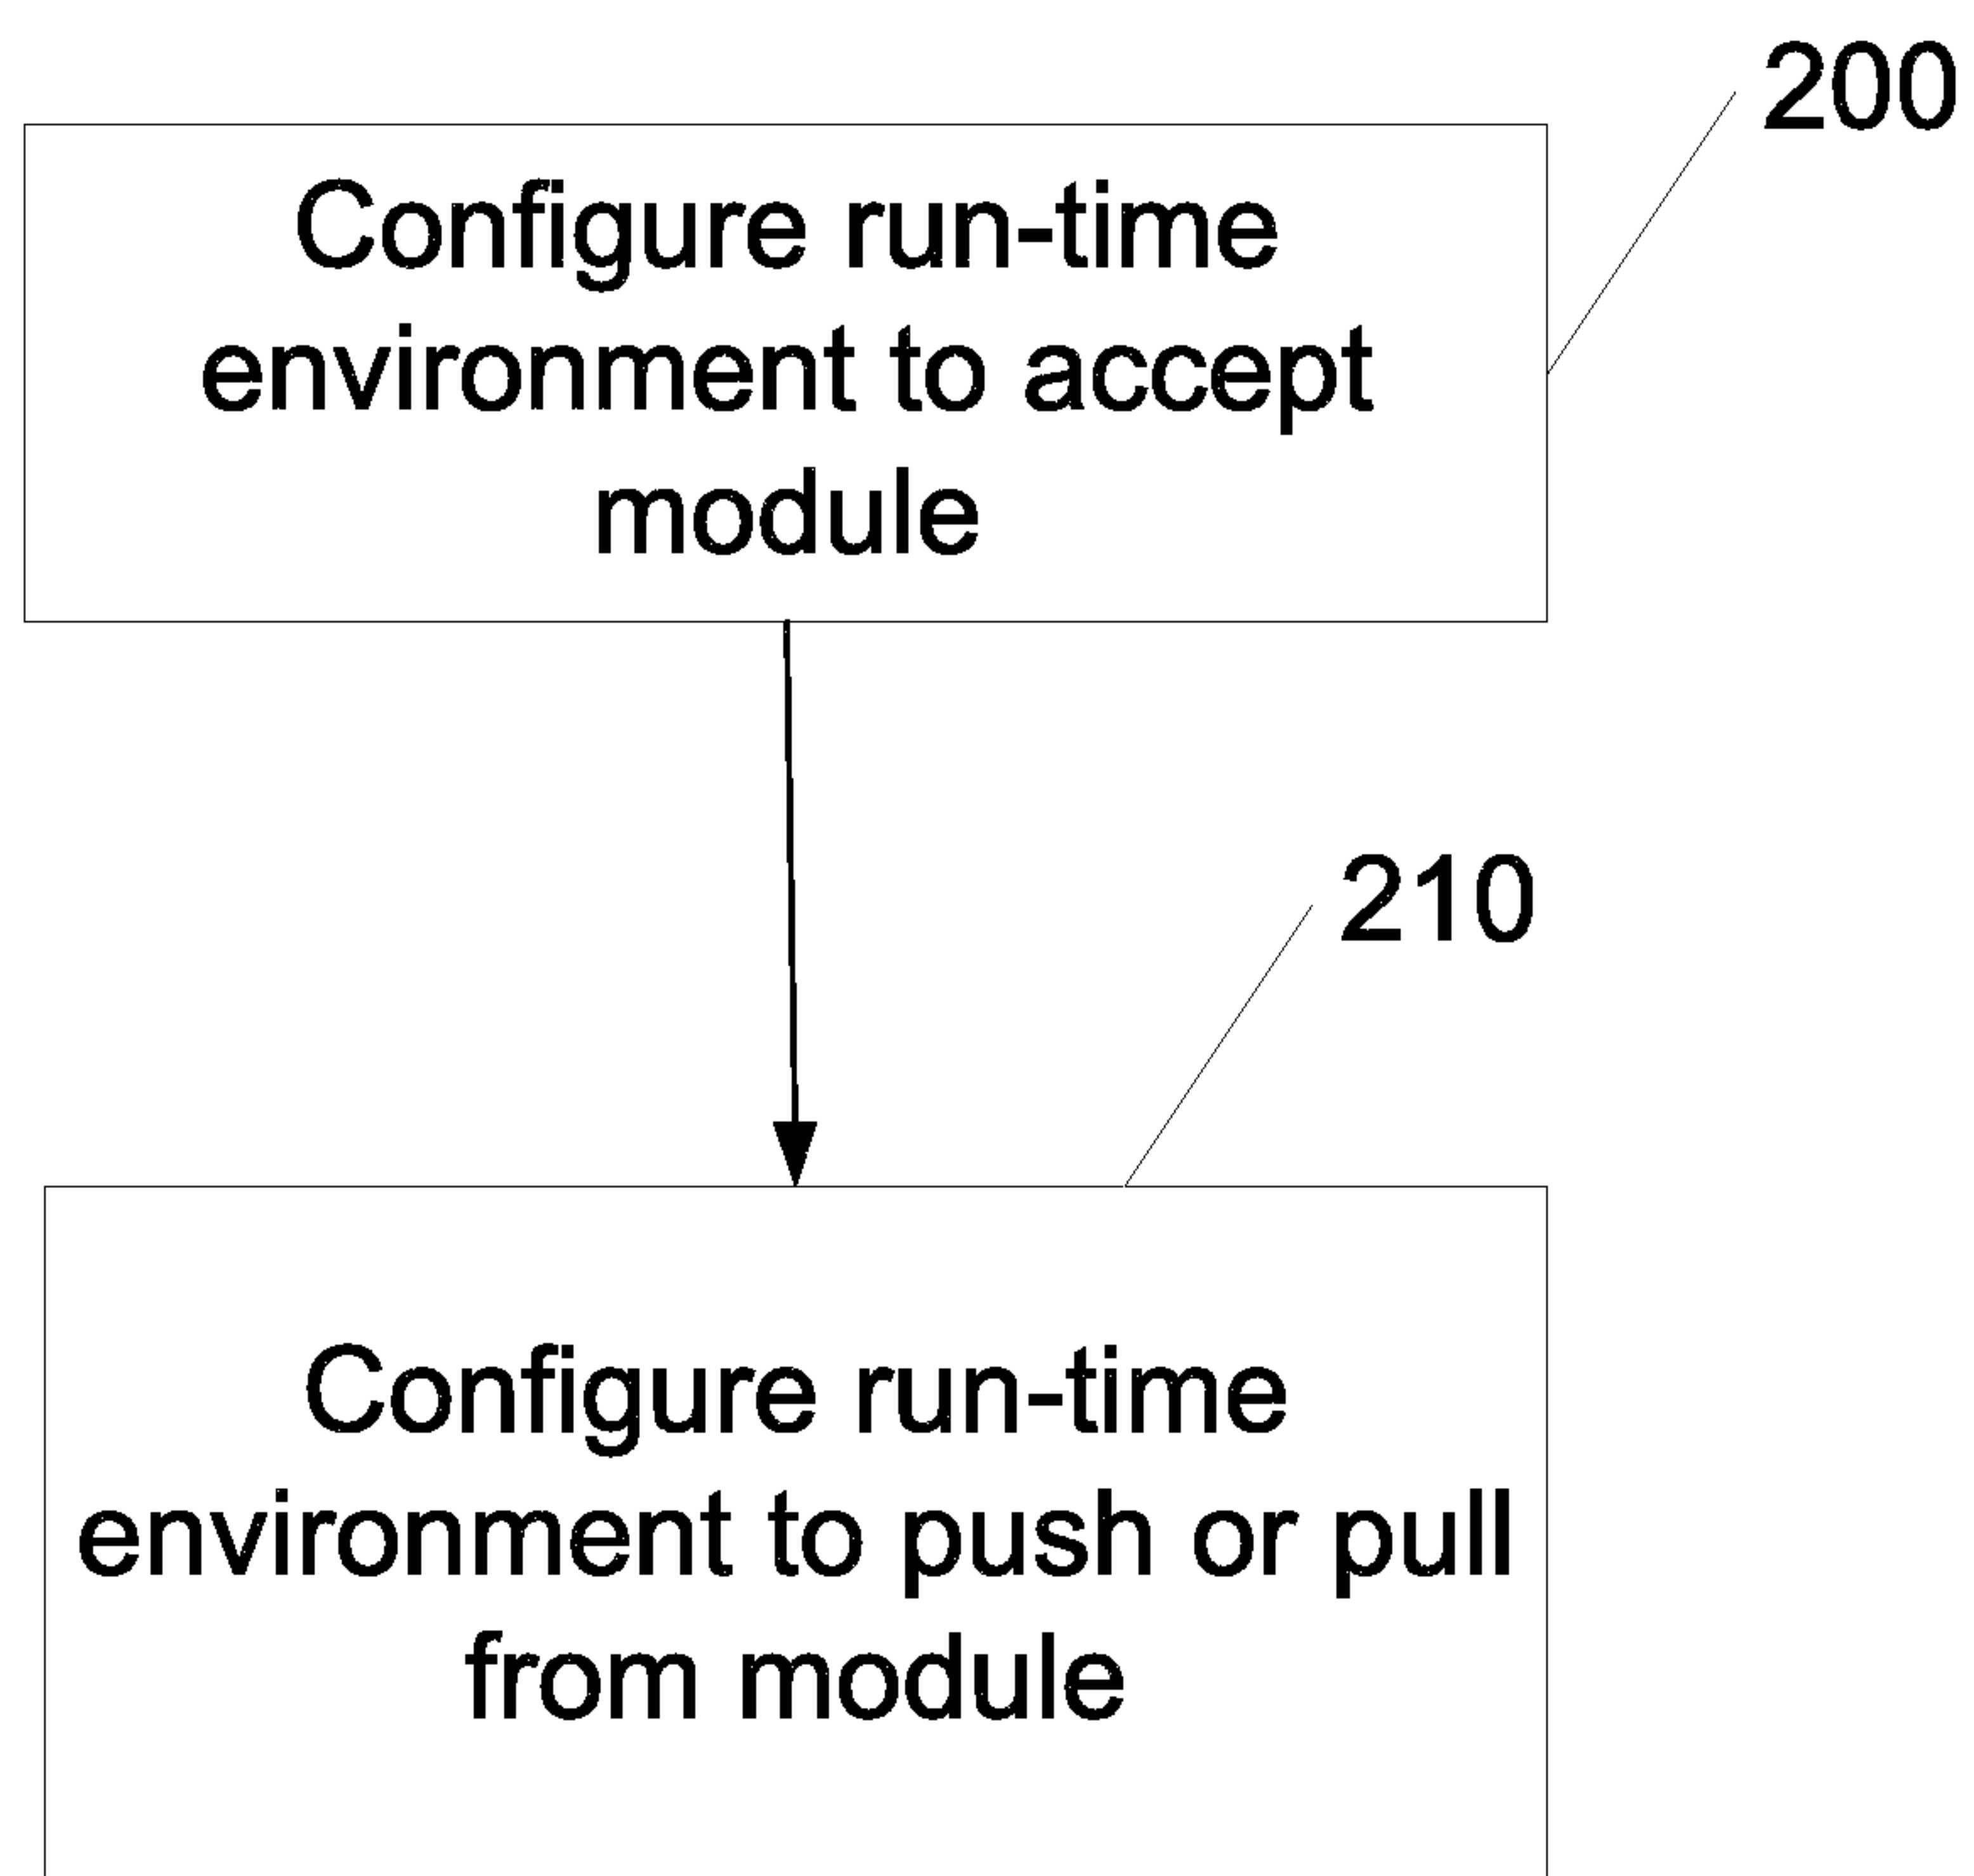 200
Configure run-time
environment to accept
module
210
Configure run-time
environment to push or pull
from module